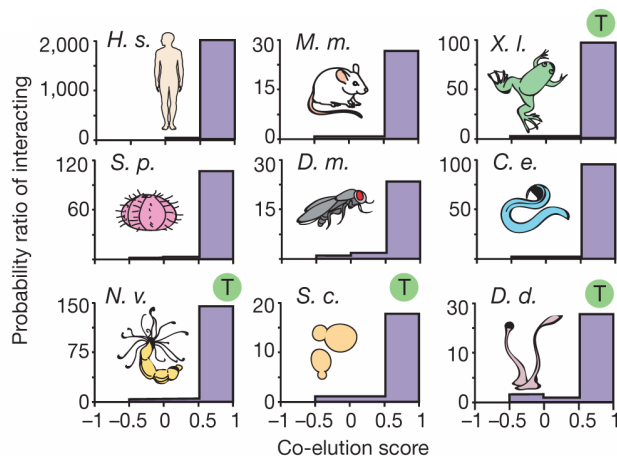 Probability ratio of interacting
H. s.
2,000
1,000
0
M. m.
30
15
0
T
X. l.
100
50
0
S. p.
120
60
D. m.
30
15
C. e.
100
50
T
N. v.
150
75
0
T
S. c.
20
10
0
T
D. d.
30
10
0
–1 –0.5 0 0.5 1
–1 –0.5 0 0.5 1
–1 –0.5 0 0.5 1
Co-elution score